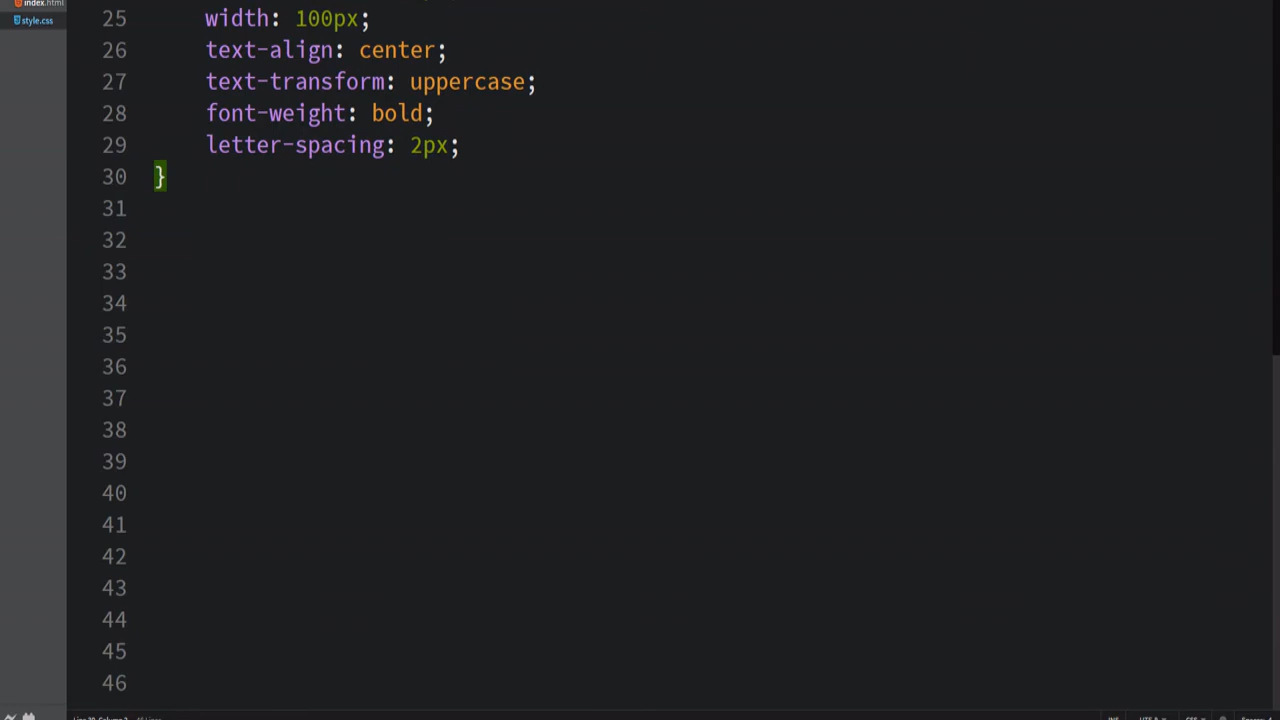 index.html
style.css
25 width: 100px;
26 text-align: center;
27 text-transform: uppercase;
28 font-weight: bold;
29 letter-spacing: 2px;
30 }
31
32
33
34
35
36
37
38
39
40
41
42
43
44
45
46